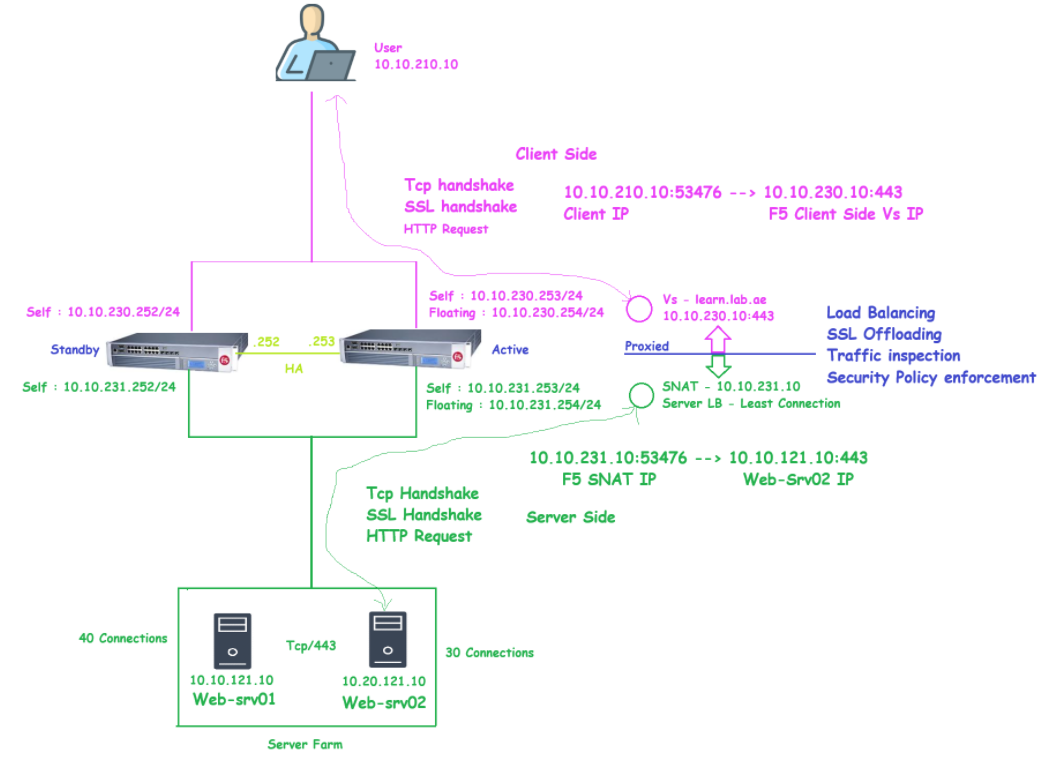 User
10.10.210.10
Client Side
Tcp handshake
SSL handshake
HTTP Request
10.10.210.10:53476 --> 10.10.230.10:443
Client IP F5 Client Side Vs IP
Self : 10.10.230.252/24
Self : 10.10.230.253/24
Floating : 10.10.230.254/24
Vs - learn.lab.ae
10.10.230.10:443
Load Balancing
SSL Offloading
Traffic inspection
Security Policy enforcement
Proxied
Standby
.252 .253
HA
Active
Self : 10.10.231.252/24
Self : 10.10.231.253/24
Floating : 10.10.231.254/24
SNAT - 10.10.231.10
Server LB - Least Connection
10.10.231.10:53476 --> 10.10.121.10:443
F5 SNAT IP Web-Srv02 IP
Tcp Handshake
SSL Handshake
HTTP Request
Server Side
40 Connections
Tcp/443
30 Connections
10.10.121.10
Web-srv01
10.20.121.10
Web-srv02
Server Farm